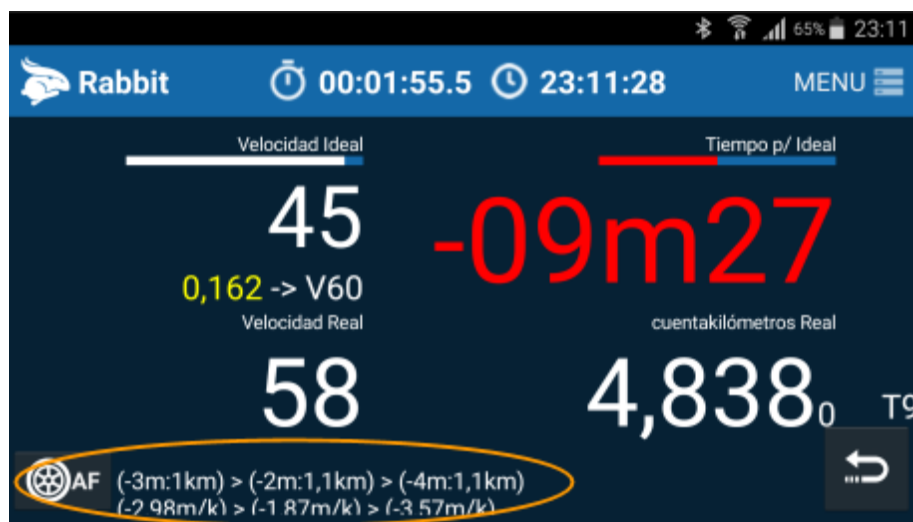 65% 23:11
Rabbit 00:01:55.5 23:11:28 MENU
Velocidad Ideal Tiempo p/ Ideal
45 -09m27
0,162 -> V60
Velocidad Real cuentakilómetros Real
58 4,8380 T9
AF (-3m:1km) > (-2m:1,1km) > (-4m:1,1km)
(-2.98m/k) > (-1.87m/k) > (-3.57m/k)